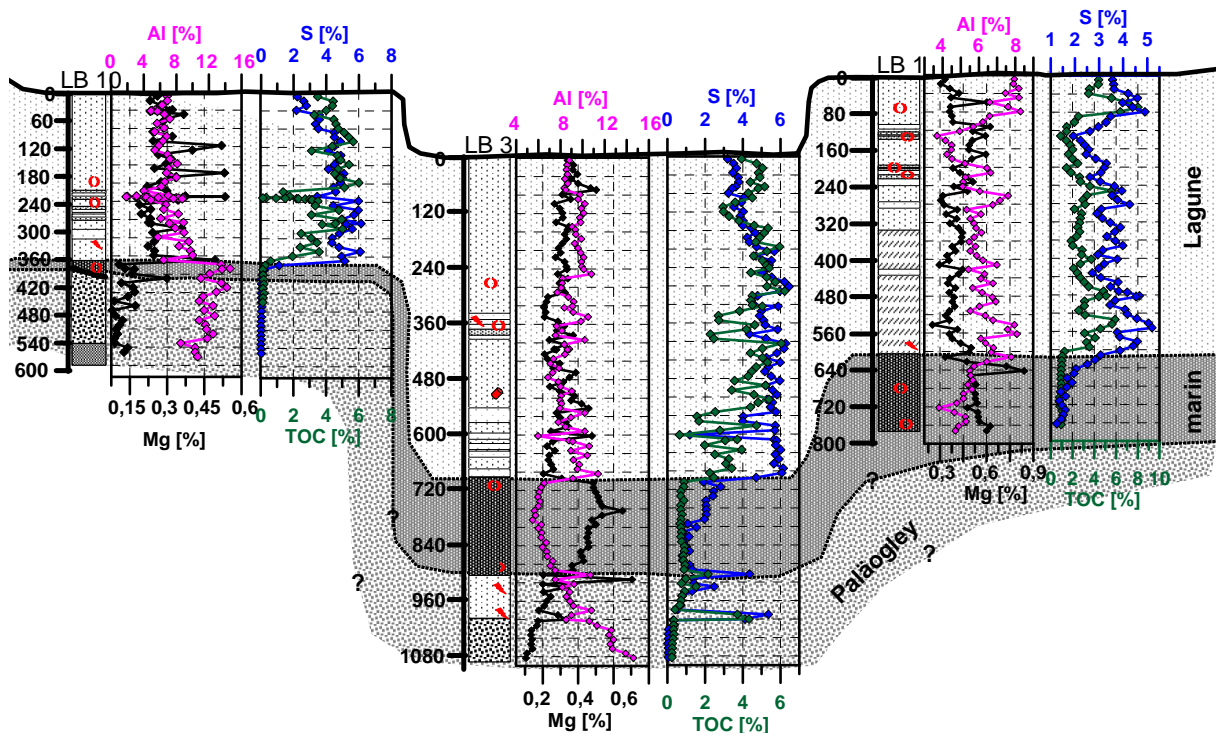 Al [%]
0 4 8 12 16
S [%]
0 2 4 6 8
LB 10
0
60
120
180
240
300
360
420
480
540
600
0,15 0,3 0,45 0,6
Mg [%]
0 2 4 6 8
TOC [%]
Al [%]
4 8 12 16
S [%]
0 2 4 6
LB 3
0
120
240
360
480
600
720
840
960
1080
0,2 0,4 0,6
Mg [%]
0 2 4 6
TOC [%]
Al [%]
4 6 8
S [%]
1 2 3 4 5
LB 1
0
80
160
240
320
400
480
560
640
720
800
0,3 0,6 0,9
Mg [%]
0 2 4 6 8 10
TOC [%]
Lagune
marin
Palaogley
?
?
?
?